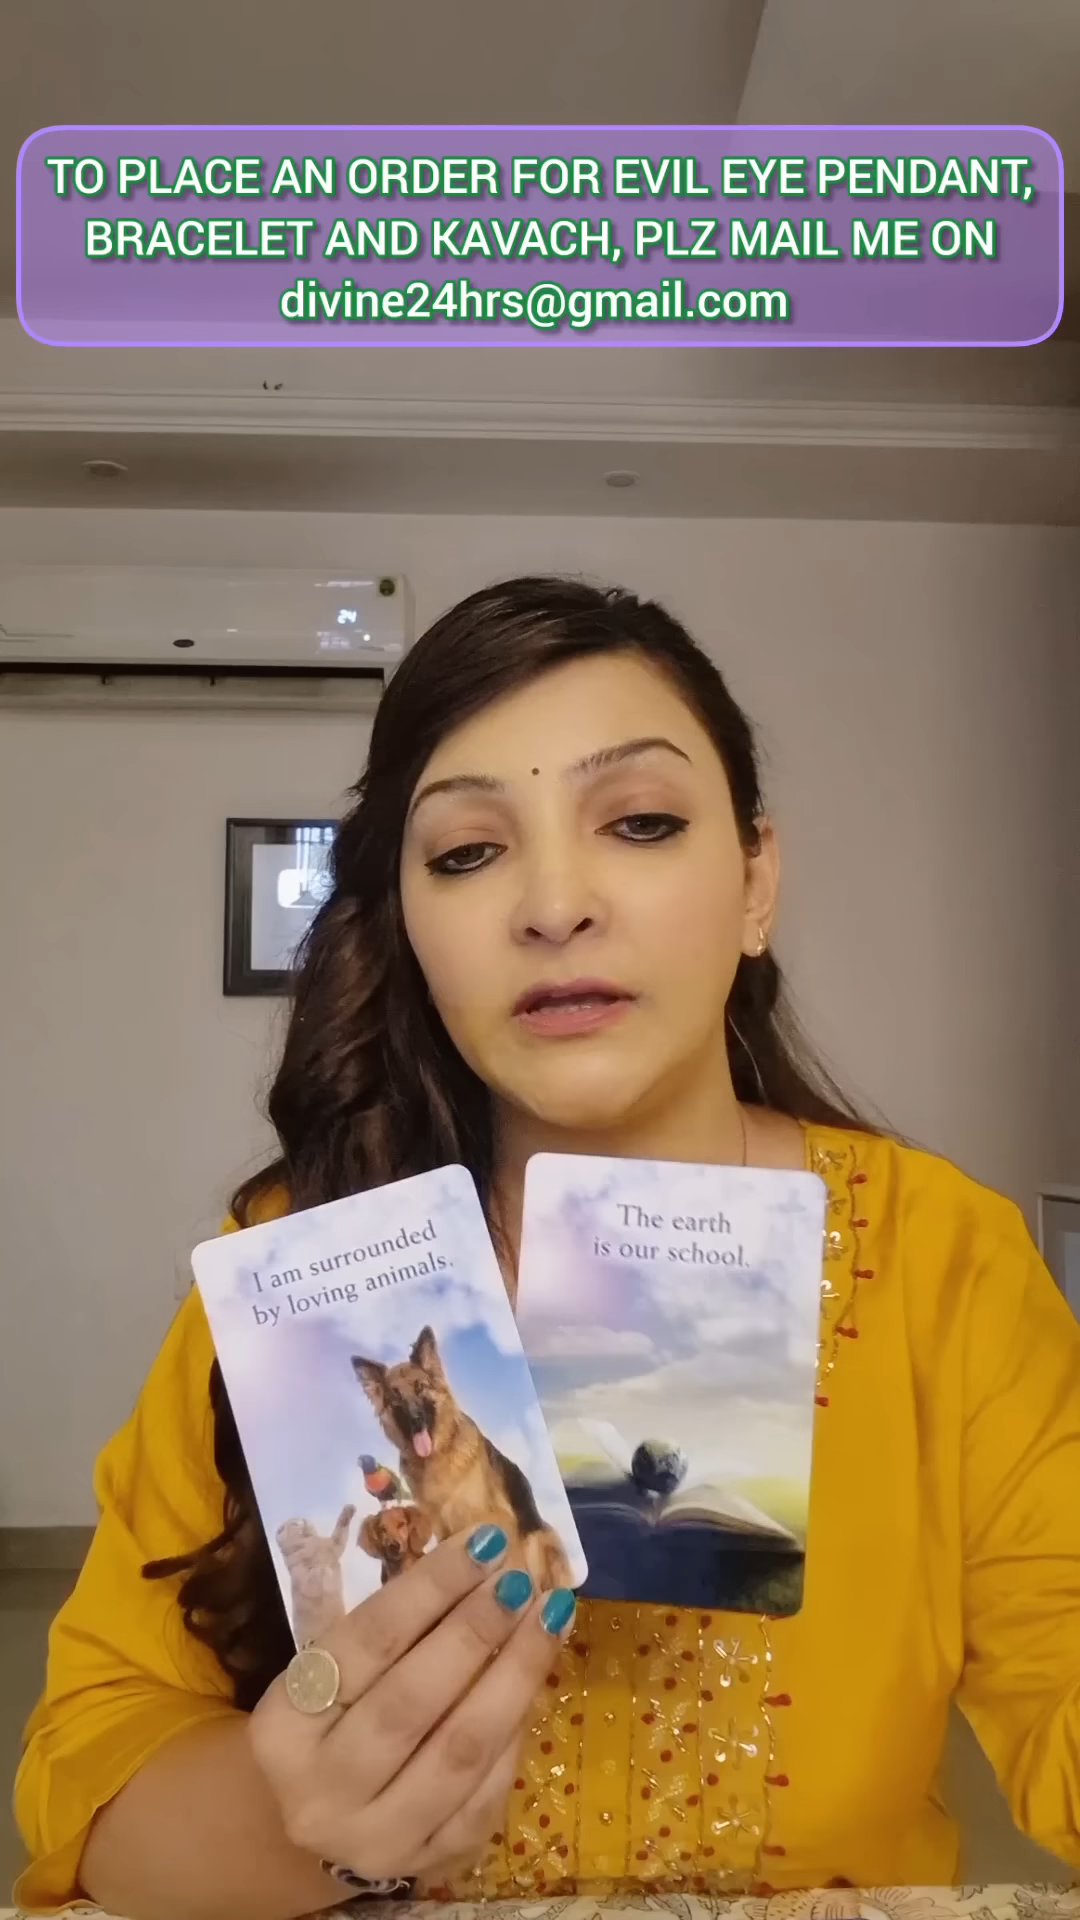 TO PLACE AN ORDER FOR EVIL EYE PENDANT,
BRACELET AND KAVACH, PLZ MAIL ME ON
divine24hrs@gmail.com
24
I am surrounded
by loving animals.
The earth
is our school.